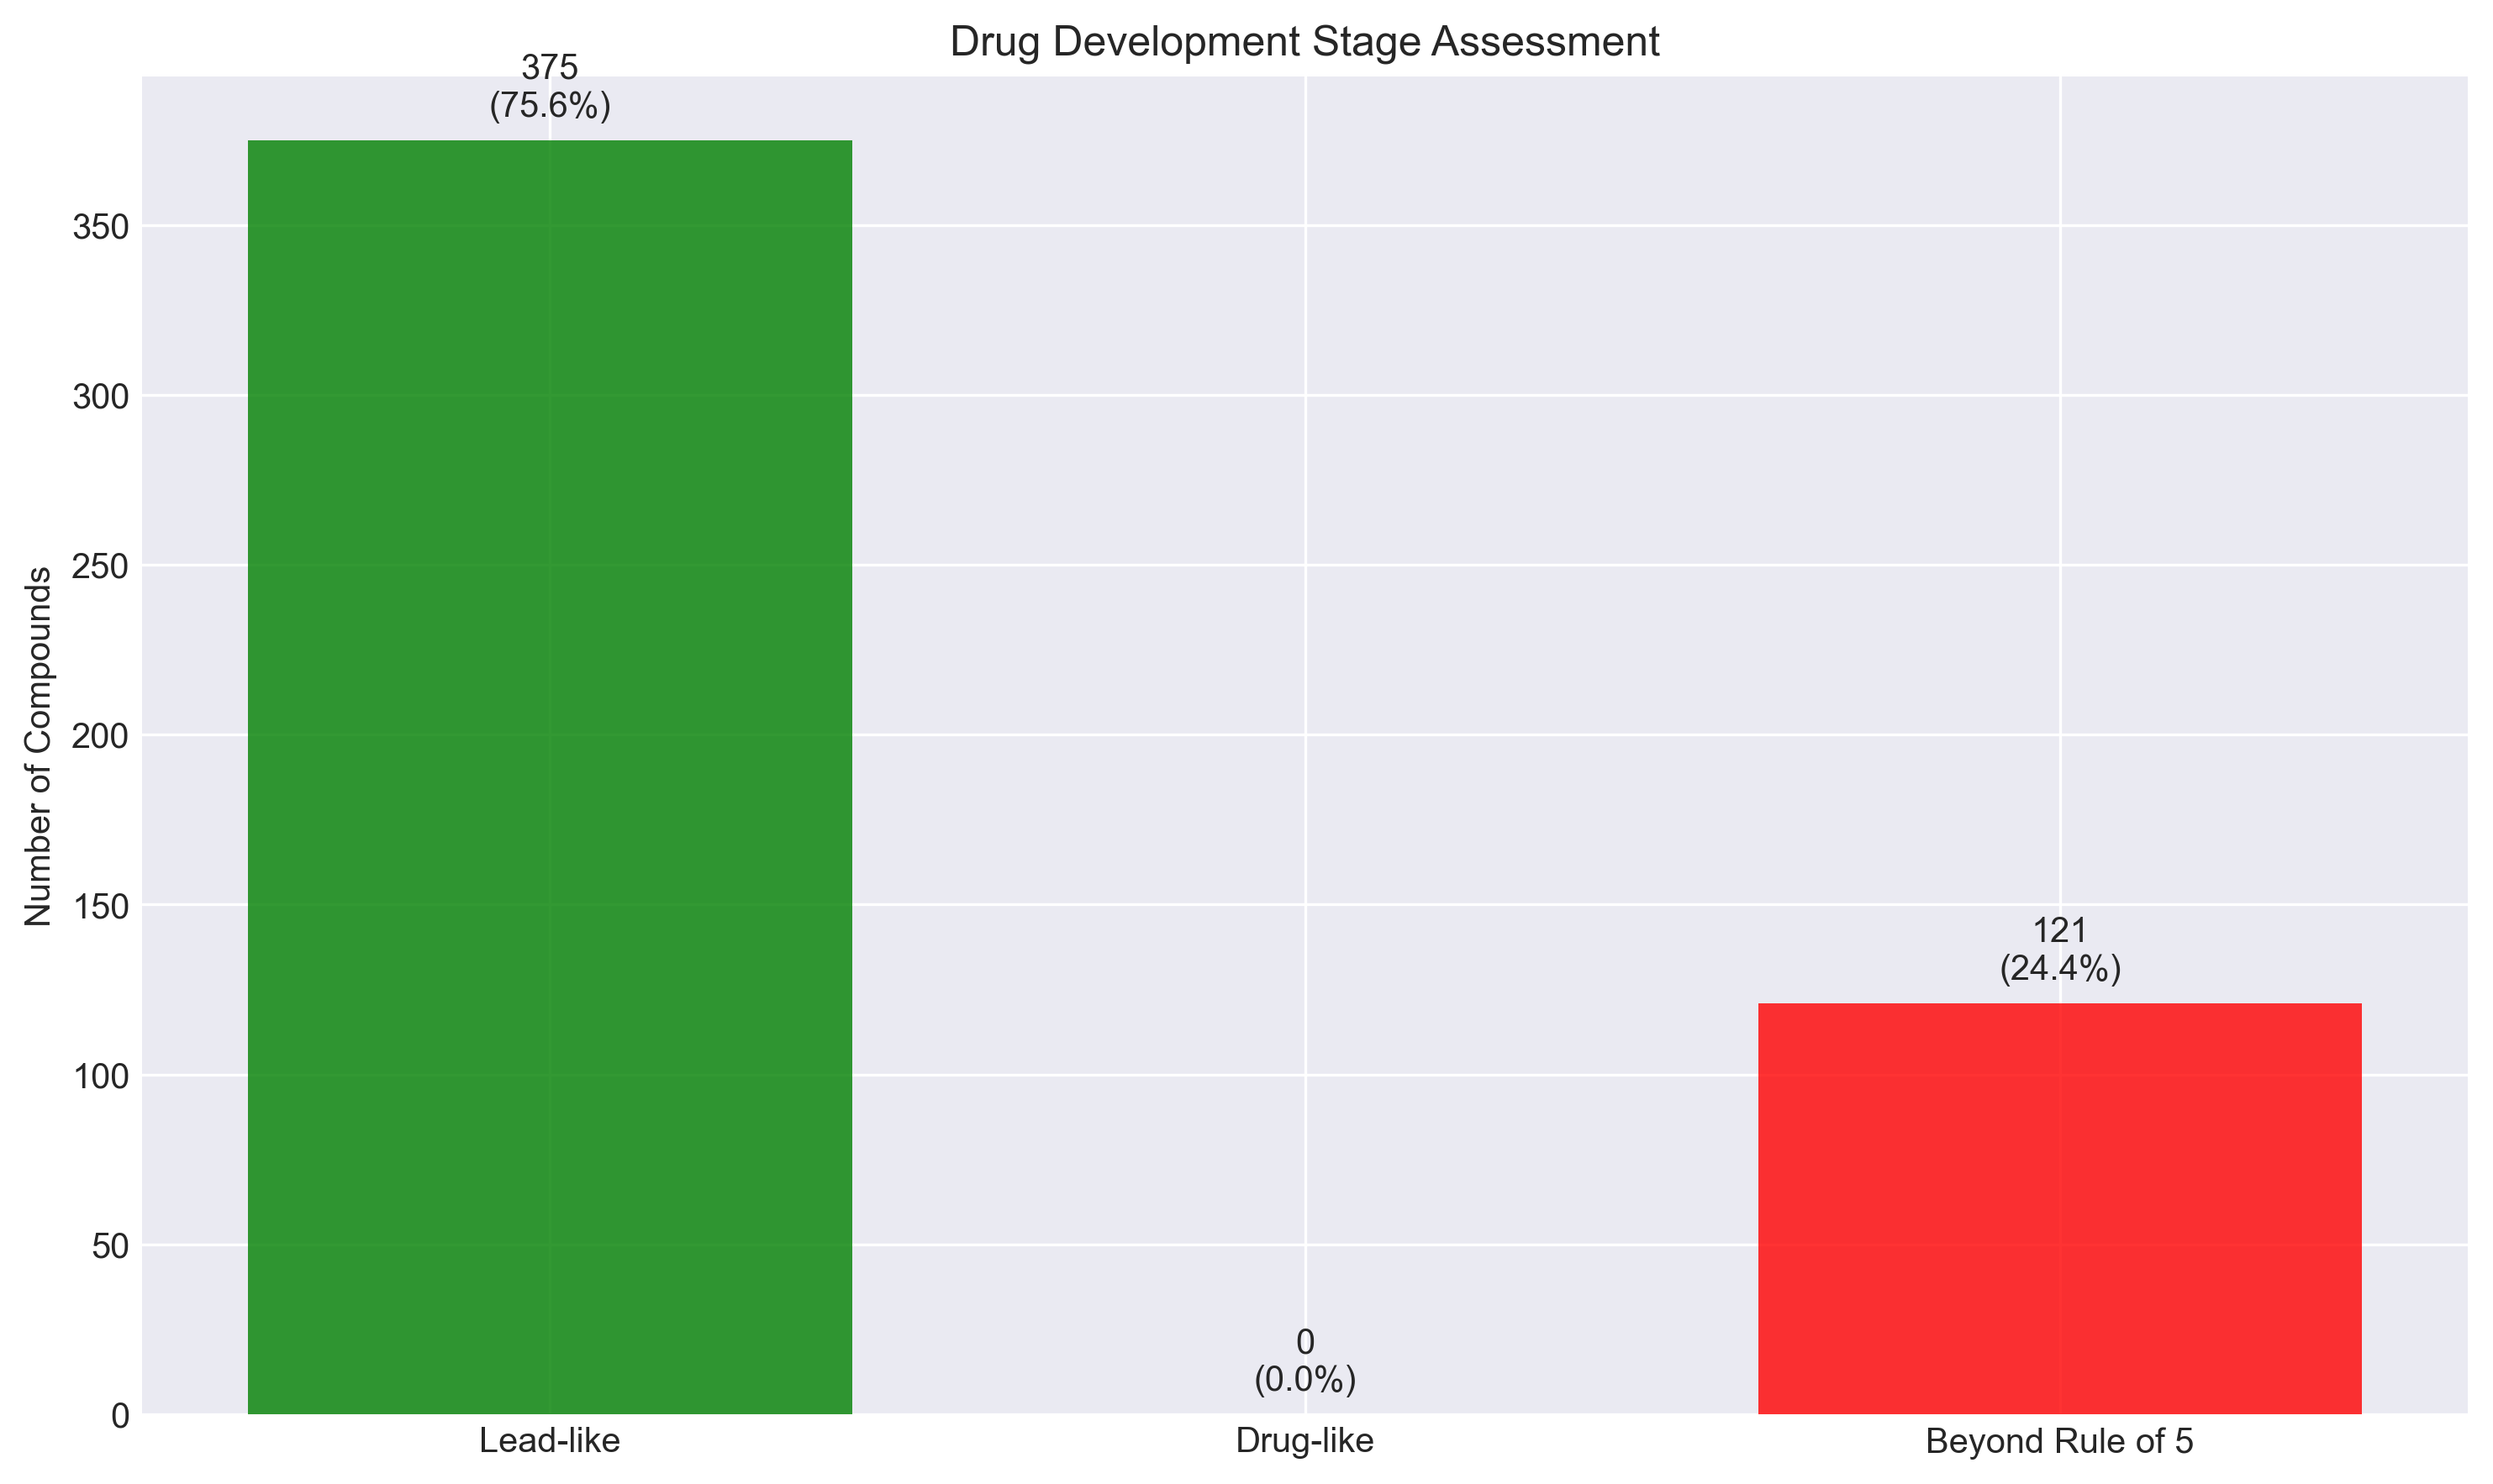 Drug Development Stage Assessment
375
(75.6%)
350
300
250
200
150
100
50
0
Number of Compounds
121
(24.4%)
0
(0.0%)
Lead-like
Drug-like
Beyond Rule of 5